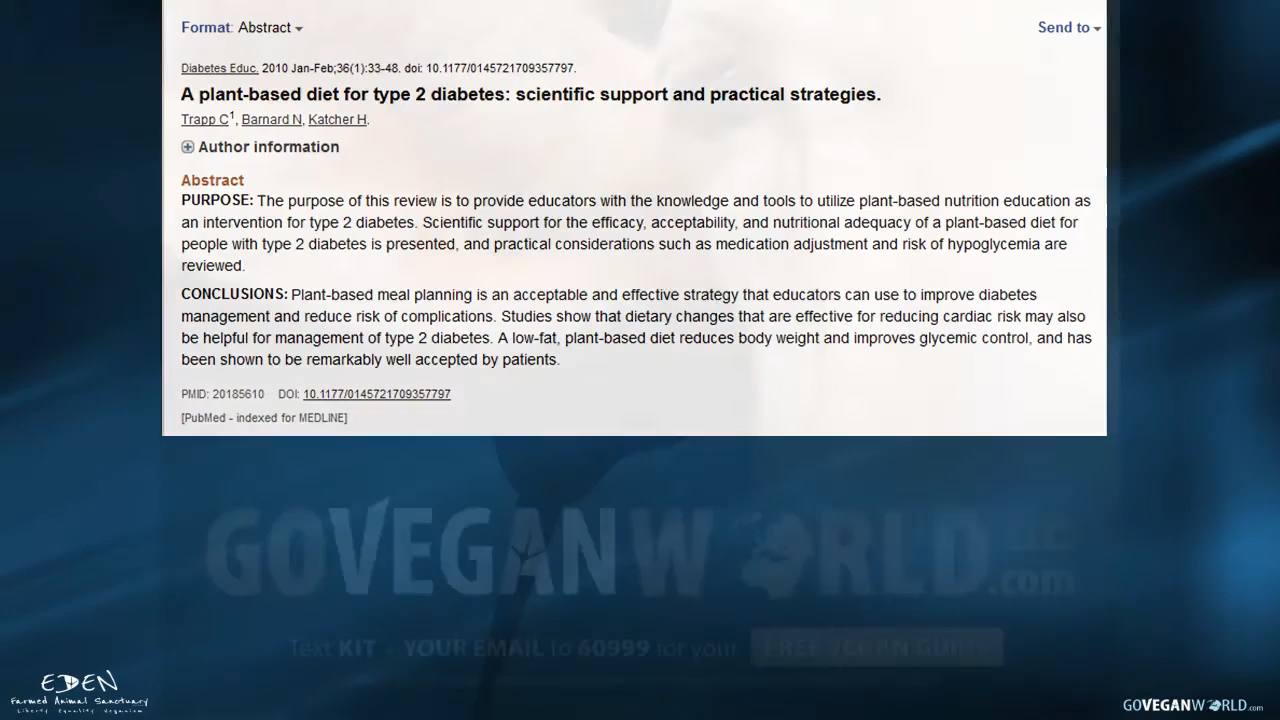 Format: Abstract
Send to
Diabetes Educ. 2010 Jan-Feb;36(1):33-48. doi: 10.1177/0145721709357797.
A plant-based diet for type 2 diabetes: scientific support and practical strategies.
Trapp C1, Barnard N, Katcher H.
Author information
Abstract
PURPOSE: The purpose of this review is to provide educators with the knowledge and tools to utilize plant-based nutrition education as
an intervention for type 2 diabetes. Scientific support for the efficacy, acceptability, and nutritional adequacy of a plant-based diet for
people with type 2 diabetes is presented, and practical considerations such as medication adjustment and risk of hypoglycemia are
reviewed.
CONCLUSIONS: Plant-based meal planning is an acceptable and effective strategy that educators can use to improve diabetes
management and reduce risk of complications. Studies show that dietary changes that are effective for reducing cardiac risk may also
be helpful for management of type 2 diabetes. A low-fat, plant-based diet reduces body weight and improves glycemic control, and has
been shown to be remarkably well accepted by patients.
PMID: 20185610 DOI: 10.1177/0145721709357797
[PubMed - indexed for MEDLINE]
GOVEGANWORLD.com
Text KIT - YOUR EMAIL to 60999 for your FREE VEGAN GUIDE
EDEN
Farmed Animal Sanctuary
Liberty Equality Veganism
GOVEGANWORLD.com